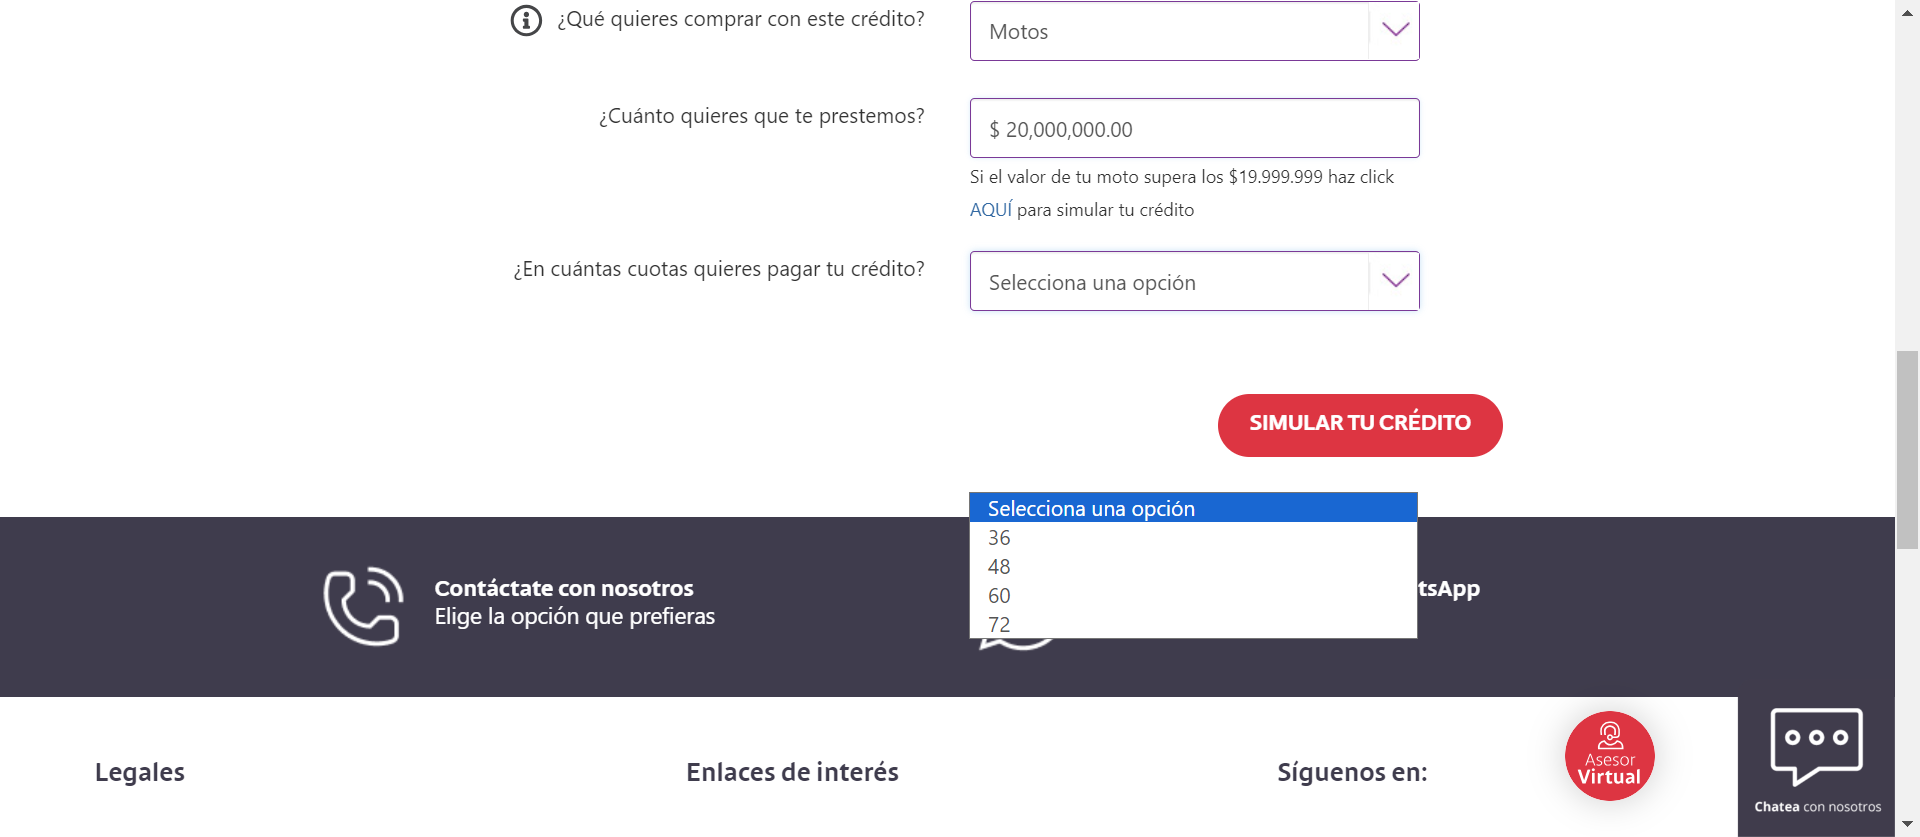 ¿Qué quieres comprar con este crédito?
Motos
¿Cuánto quieres que te prestemos?
$ 20,000,000.00
Si el valor de tu moto supera los $19.999.999 haz click
AQUÍ para simular tu crédito
¿En cuántas cuotas quieres pagar tu crédito?
Selecciona una opción
SIMULAR TU CRÉDITO
Selecciona una opción
36
48
60
72
Contáctate con nosotros
Elige la opción que prefieras
tsApp
Legales
Enlaces de interés
Síguenos en:
Asesor
Virtual
Chatea con nosotros